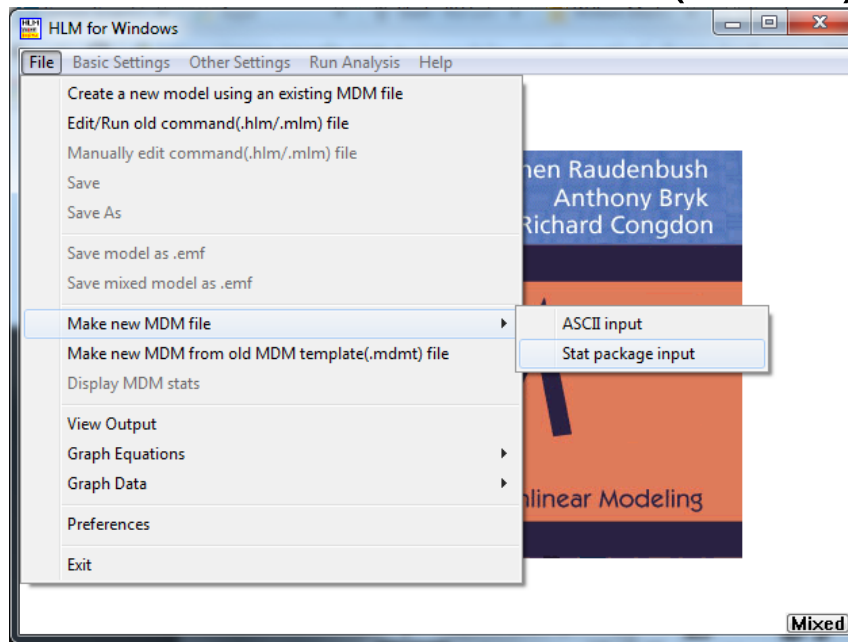 HLM for Windows
File Basic Settings Other Settings Run Analysis Help
Create a new model using an existing MDM file
Edit/Run old command(.hlm/.mlm) file
Manually edit command(.hlm/.mlm) file
Save
Save As
Save model as .emf
Save mixed model as .emf
Make new MDM file
ASCII input
Make new MDM from old MDM template(.mdmt) file
Stat package input
Display MDM stats
View Output
Graph Equations
Graph Data
Preferences
Exit
hen Raudenbush
Anthony Bryk
Richard Congdon
nlinear Modeling
Mixed